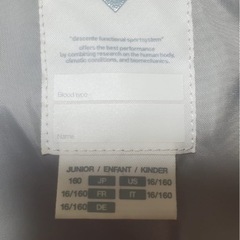 "descente functional sport system"
offers the best performance
by combining research on the human body,
climatic conditions, and biomechanics.
Blood type
Name
JUNIOR / ENFANT / KINDER
160 JP US 16/160
16/160 FR IT 16/160
16/160 DE